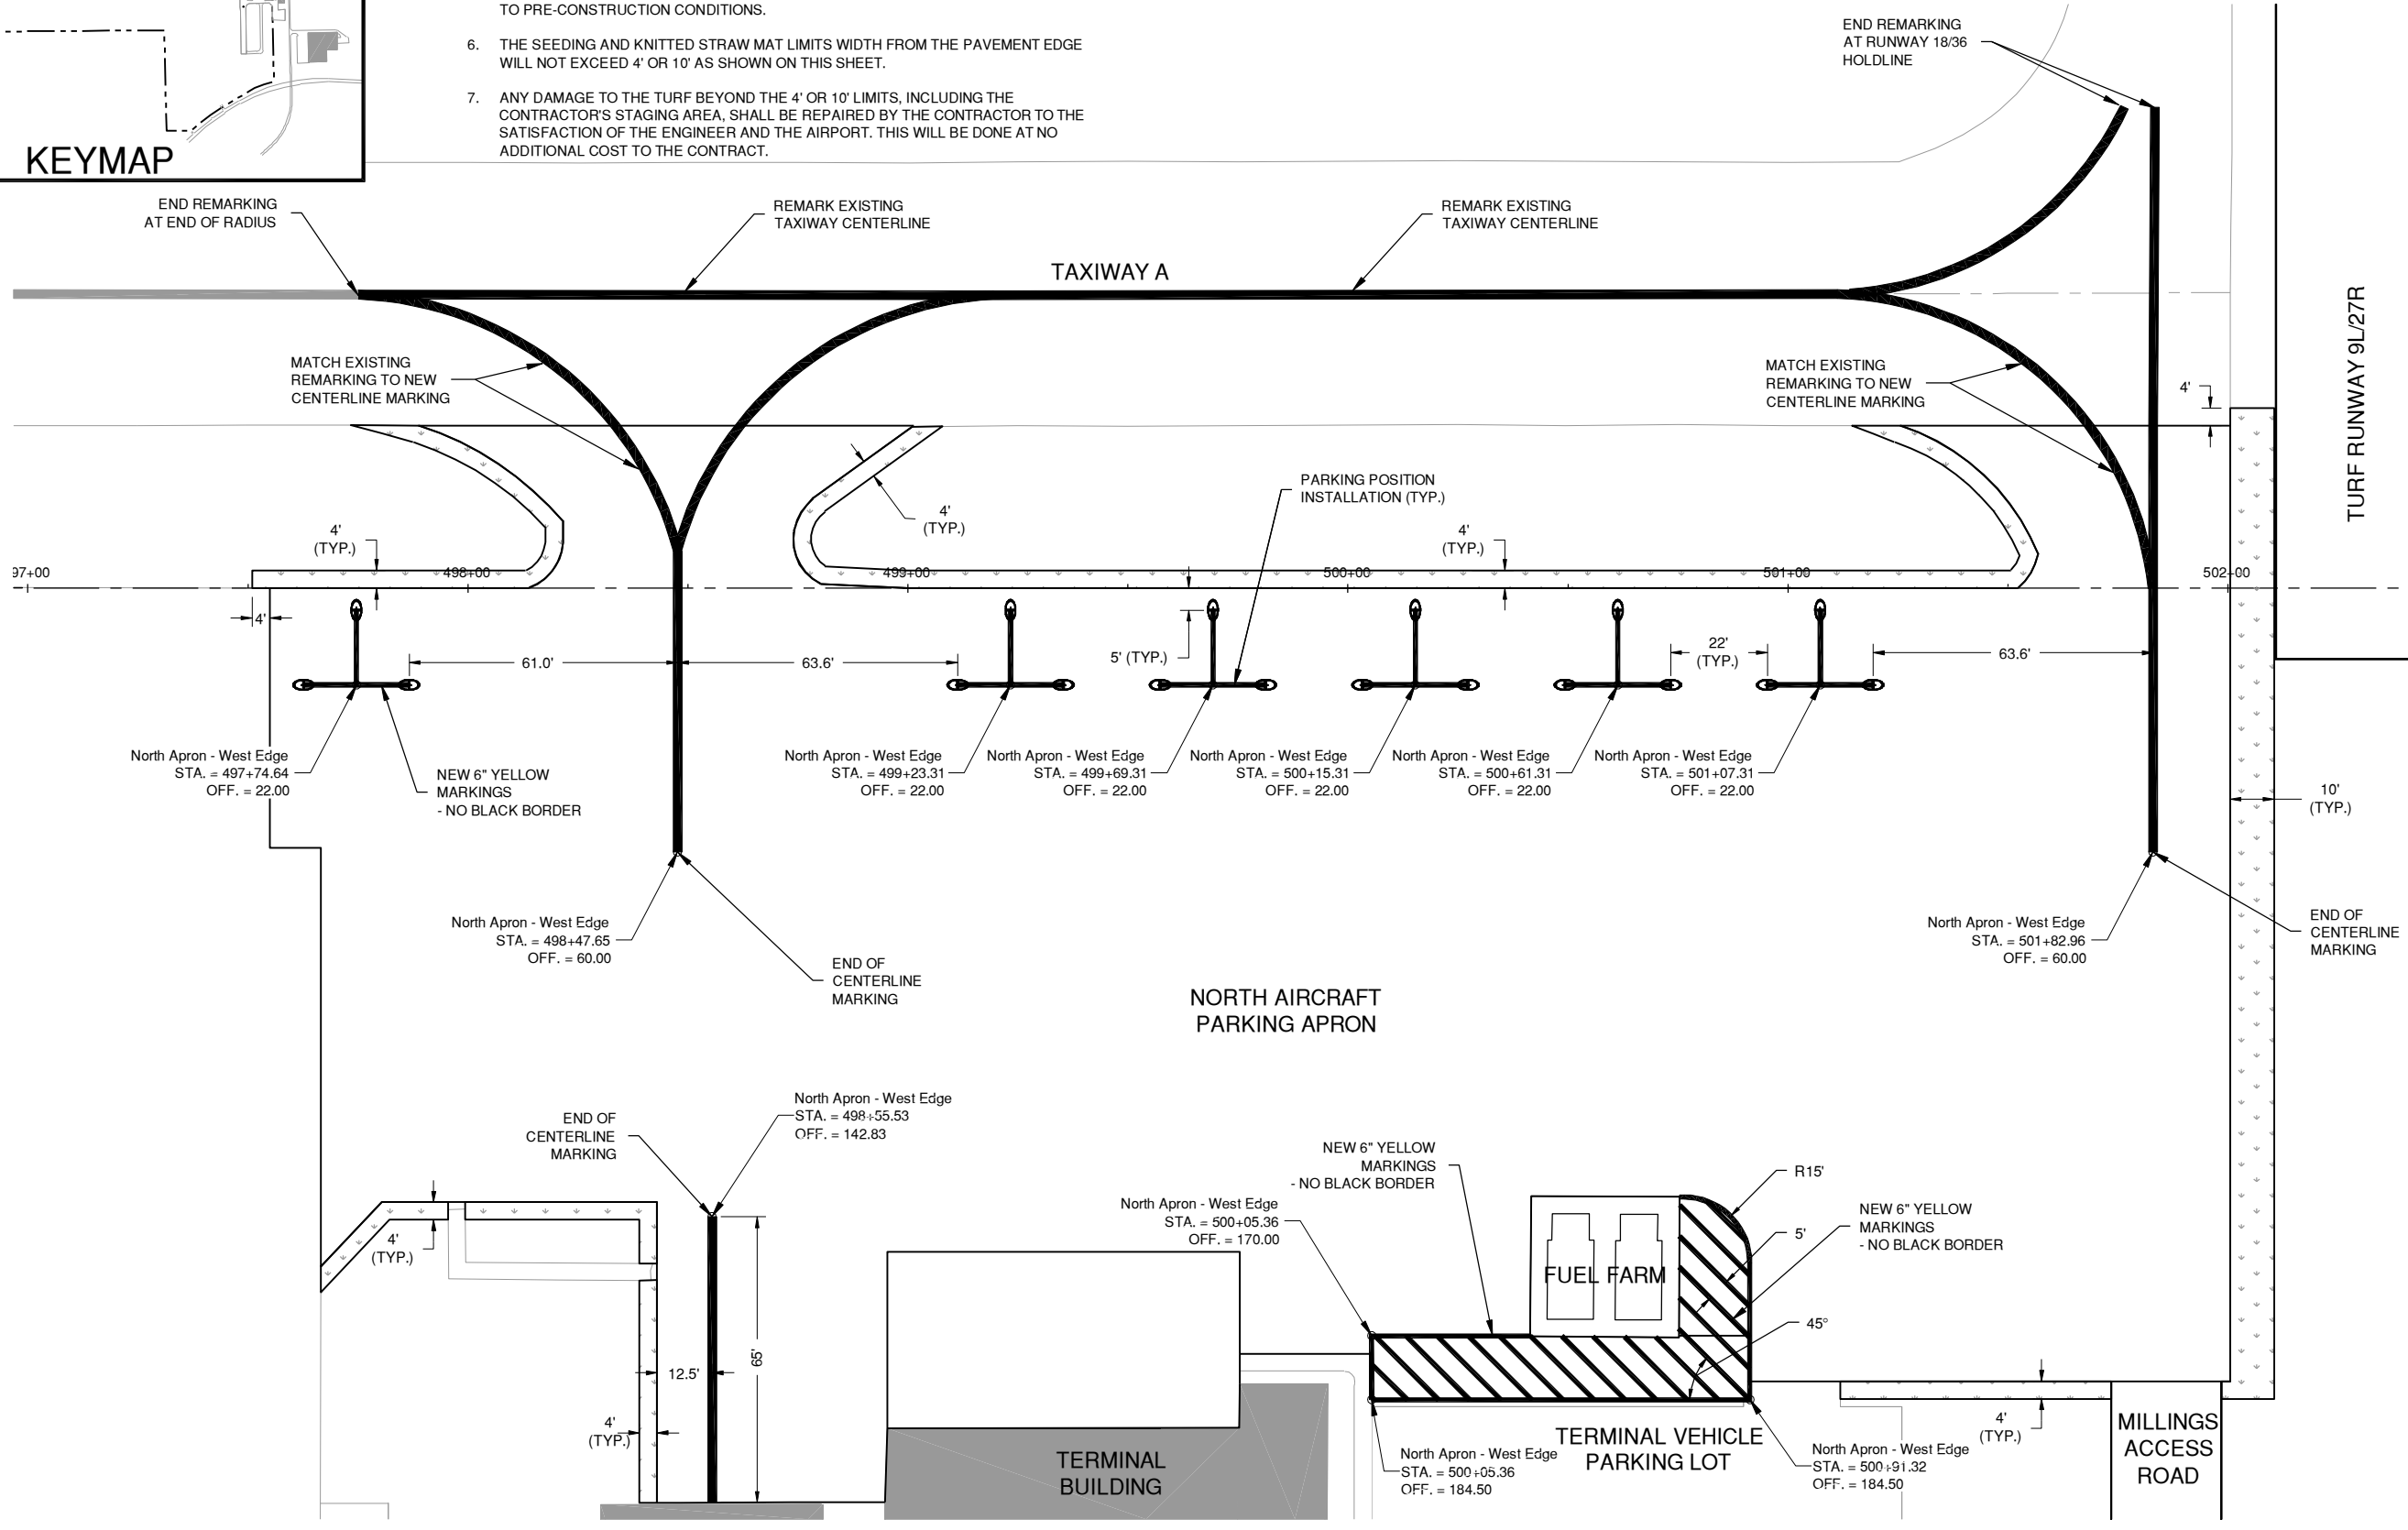 TO PRE-CONSTRUCTION CONDITIONS.
6. THE SEEDING AND KNITTED STRAW MAT LIMITS WIDTH FROM THE PAVEMENT EDGE
WILL NOT EXCEED 4' OR 10' AS SHOWN ON THIS SHEET.
7. ANY DAMAGE TO THE TURF BEYOND THE 4' OR 10' LIMITS, INCLUDING THE
CONTRACTOR'S STAGING AREA, SHALL BE REPAIRED BY THE CONTRACTOR TO THE
SATISFACTION OF THE ENGINEER AND THE AIRPORT. THIS WILL BE DONE AT NO
ADDITIONAL COST TO THE CONTRACT.
KEYMAP
END REMARKING
AT RUNWAY 18/36
HOLDLINE
END REMARKING
AT END OF RADIUS
REMARK EXISTING
TAXIWAY CENTERLINE
REMARK EXISTING
TAXIWAY CENTERLINE
TAXIWAY A
TURF RUNWAY 9L/27R
MATCH EXISTING
REMARKING TO NEW
CENTERLINE MARKING
MATCH EXISTING
REMARKING TO NEW
CENTERLINE MARKING
4'
PARKING POSITION
INSTALLATION (TYP.)
4'
(TYP.)
4'
(TYP.)
4'
(TYP.)
97+00
498+00
499+00
500+00
501+00
502+00
4'
61.0'
63.6'
5' (TYP.)
22'
(TYP.)
63.6'
North Apron - West Edge
STA. = 497+74.64
OFF. = 22.00
NEW 6" YELLOW
MARKINGS
- NO BLACK BORDER
North Apron - West Edge
STA. = 499+23.31
OFF. = 22.00
North Apron - West Edge
STA. = 499+69.31
OFF. = 22.00
North Apron - West Edge
STA. = 500+15.31
OFF. = 22.00
North Apron - West Edge
STA. = 500+61.31
OFF. = 22.00
North Apron - West Edge
STA. = 501+07.31
OFF. = 22.00
10'
(TYP.)
North Apron - West Edge
STA. = 498+47.65
OFF. = 60.00
END OF
CENTERLINE
MARKING
North Apron - West Edge
STA. = 501+82.96
OFF. = 60.00
END OF
CENTERLINE
MARKING
NORTH AIRCRAFT
PARKING APRON
END OF
CENTERLINE
MARKING
North Apron - West Edge
STA. = 498+55.53
OFF. = 142.83
NEW 6" YELLOW
MARKINGS
- NO BLACK BORDER
North Apron - West Edge
STA. = 500+05.36
OFF. = 170.00
R15'
5'
NEW 6" YELLOW
MARKINGS
- NO BLACK BORDER
4'
(TYP.)
FUEL FARM
45°
12.5'
65'
4'
(TYP.)
TERMINAL
BUILDING
North Apron - West Edge
STA. = 500+05.36
OFF. = 184.50
TERMINAL VEHICLE
PARKING LOT
North Apron - West Edge
STA. = 500+91.32
OFF. = 184.50
4'
(TYP.)
MILLINGS
ACCESS
ROAD